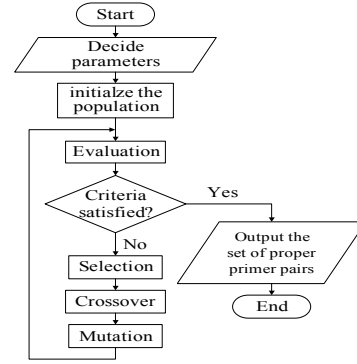 Start
Decide
parameters
initialze the
population
Evaluation
Criteria
satisfied?
Yes
No
Output the
set of proper
primer pairs
Selection
Crossover
Mutation
End